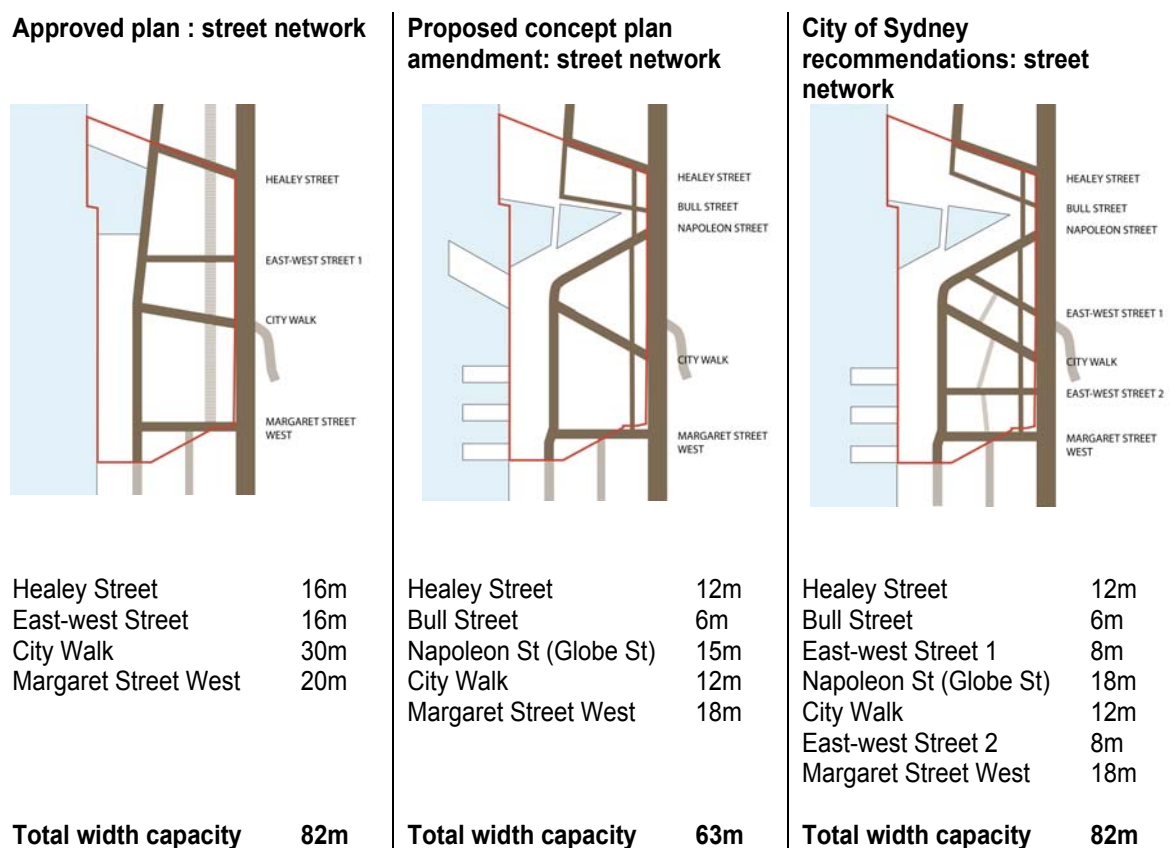 Approved plan : street network
HEALEY STREET
EAST-WEST STREET 1
CITY WALK
MARGARET STREET
WEST
Healey Street 16m
East-west Street 16m
City Walk 30m
Margaret Street West 20m
Total width capacity 82m
Proposed concept plan
amendment: street network
HEALEY STREET
BULL STREET
NAPOLEON STREET
CITY WALK
MARGARET STREET
WEST
Healey Street 12m
Bull Street 6m
Napoleon St (Globe St) 15m
City Walk 12m
Margaret Street West 18m
Total width capacity 63m
City of Sydney
recommendations: street
network
HEALEY STREET
BULL STREET
NAPOLEON STREET
EAST-WEST STREET 1
CITY WALK
EAST-WEST STREET 2
MARGARET STREET
WEST
Healey Street 12m
Bull Street 6m
East-west Street 1 8m
Napoleon St (Globe St) 18m
City Walk 12m
East-west Street 2 8m
Margaret Street West 18m
Total width capacity 82m